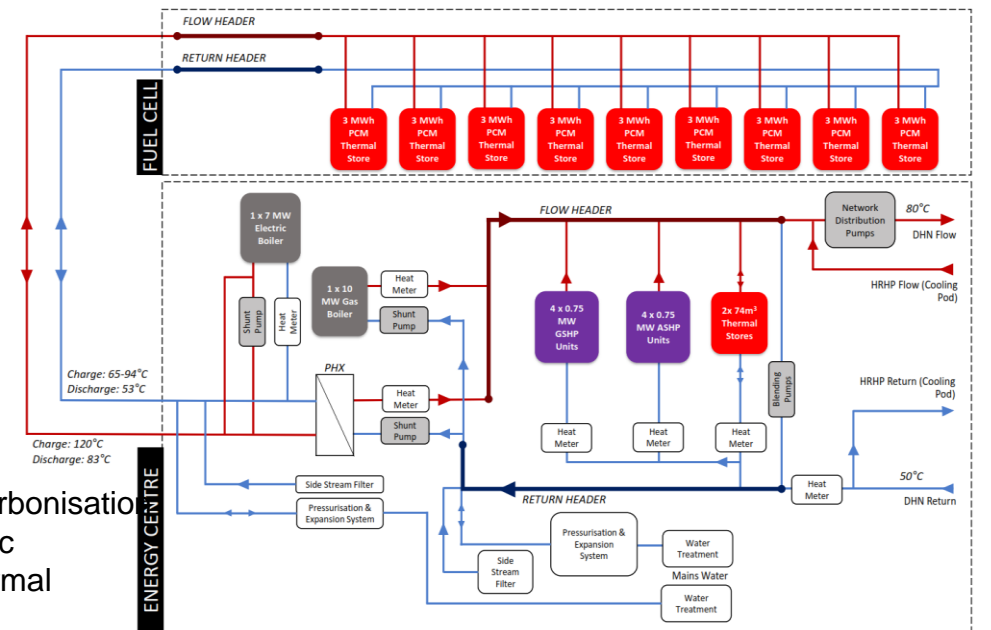 FLOW HEADER
RETURN HEADER
FUEL CELL
3 MWh
PCM
Thermal
Store
3 MWh
PCM
Thermal
Store
3 MWh
PCM
Thermal
Store
3 MWh
PCM
Thermal
Store
3 MWh
PCM
Thermal
Store
3 MWh
PCM
Thermal
Store
3 MWh
PCM
Thermal
Store
3 MWh
PCM
Thermal
Store
3 MWh
PCM
Thermal
Store
1 x 7 MW
Electric
Boiler
1 x 10
MW Gas
Boiler
Heat
Meter
Shunt
Pump
Shunt
Pump
Heat
Meter
FLOW HEADER
Network
Distribution
Pumps
80°C
DHN Flow
HRHP Flow (Cooling
Pod)
4 x 0.75
MW
GSHP
Units
4 x 0.75
MW ASHP
Units
2x 74m³
Thermal
Stores
Blending
Pumps
Charge: 65-94°C
Discharge: 53°C
PHX
Heat
Meter
Shunt
Pump
HRHP Return (Cooling
Pod)
Heat
Meter
Heat
Meter
Heat
Meter
Charge: 120°C
Discharge: 83°C
ENERGY CENTRE
Side Stream Filter
Pressurisation &
Expansion System
RETURN HEADER
Heat
Meter
50°C
DHN Return
Pressurisation &
Expansion
System
Side
Stream
Filter
Water
Treatment
Mains Water
Water
Treatment
rbonisation
c
mal